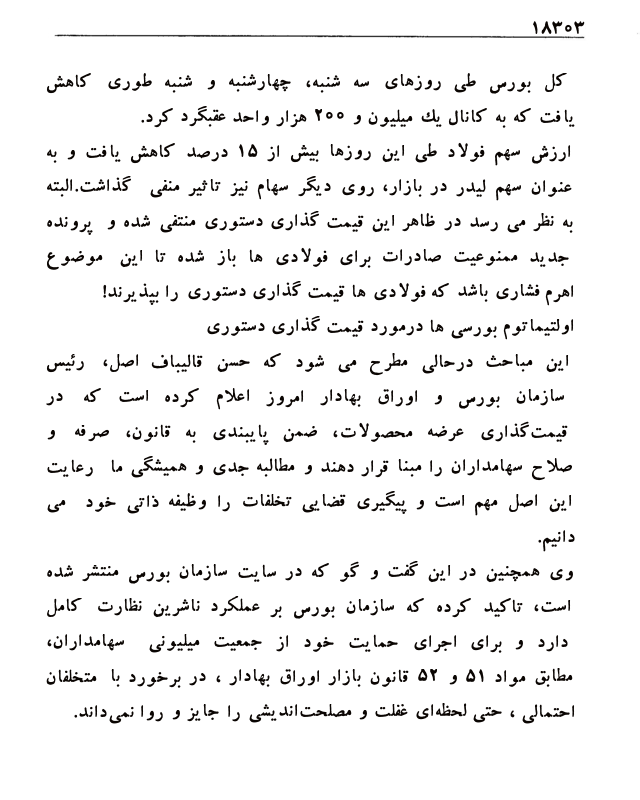 ۱۸۳۰۳
کل بورس طی روزهای سه شنبه، چهارشنبه و شنبه طوری کاهش
یافت که به کانال یك میلیون و ۲۰۰ هزار واحد عقبگرد کرد.
ارزش سهم فولاد طی این روزها بیش از ۱۵ درصد کاهش یافت و به
عنوان سهم لیدر در بازار، روی دیگر سهام نیز تاثیر منفی گذاشت.البته
به نظر می رسد در ظاهر این قیمت گذاری دستوری منتفی شده و پرونده
جدید ممنوعیت صادرات برای فولادی ها باز شده تا این موضوع
اهرم فشاری باشد که فولادی ها قیمت گذاری دستوری را بپذیرند!
اولتیماتوم بورسی ها درمورد قیمت گذاری دستوری
این مباحث درحالی مطرح می شود که حسن قالیباف اصل، رئیس
سازمان بورس و اوراق بهادار امروز اعلام کرده است که در
قیمت‌گذاری عرضه محصولات، ضمن پایبندی به قانون، صرفه و
صلاح سهامداران را مبنا قرار دهند و مطالبه جدی و همیشگی ما رعایت
این اصل مهم است و پیگیری قضایی تخلفات را وظیفه ذاتی خود می
دانیم.
وی همچنین در این گفت و گو که در سایت سازمان بورس منتشر شده
است، تاکید کرده که سازمان بورس بر عملکرد ناشرین نظارت کامل
دارد و برای اجرای حمایت خود از جمعیت میلیونی سهامداران،
مطابق مواد ۵۱ و ۵۲ قانون بازار اوراق بهادار ، در برخورد با متخلفان
احتمالی ، حتی لحظه‌ای غفلت و مصلحت‌اندیشی را جایز و روا نمی‌داند.